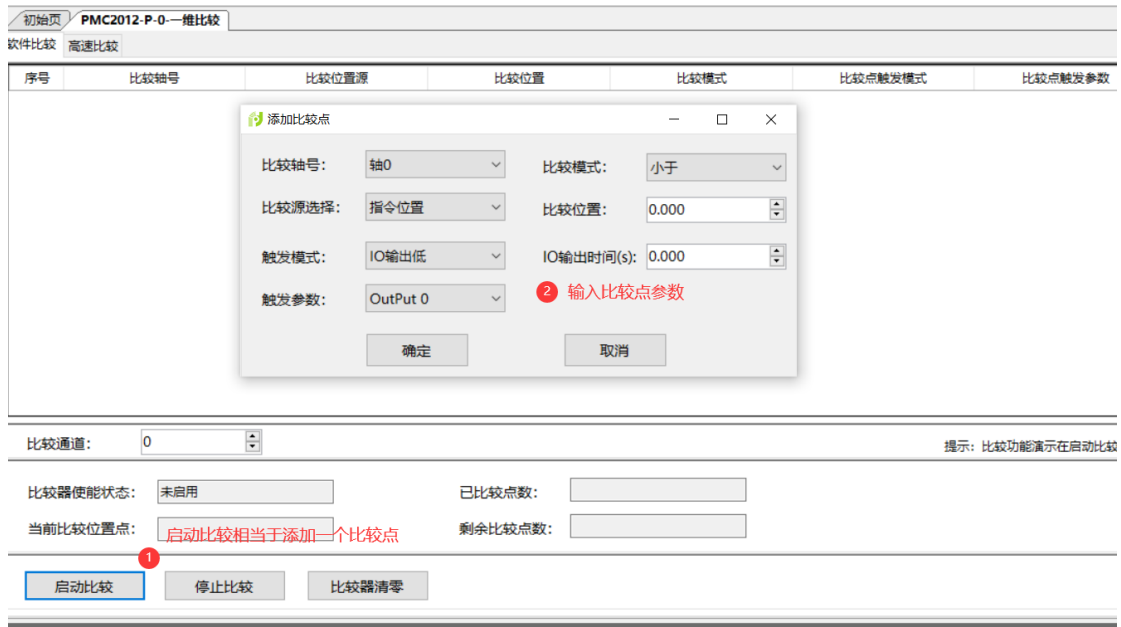 初始页 PMC2012-P-0-一维比较
软件比较 高速比较
序号 比较轴号 比较位置源 比较位置 比较模式 比较点触发模式 比较点触发参数
添加比较点
比较轴号： 轴0 比较模式： 小于
比较源选择： 指令位置 比较位置： 0.000
触发模式： IO输出低 IO输出时间(s): 0.000
触发参数： OutPut 0 2 输入比较点参数
确定 取消
比较通道： 0 提示：比较功能演示在启动比较
比较器使能状态： 未启用 已比较点数：
当前比较位置点： 启动比较相当于添加一个比较点 剩余比较点数：
1
启动比较 停止比较 比较器清零